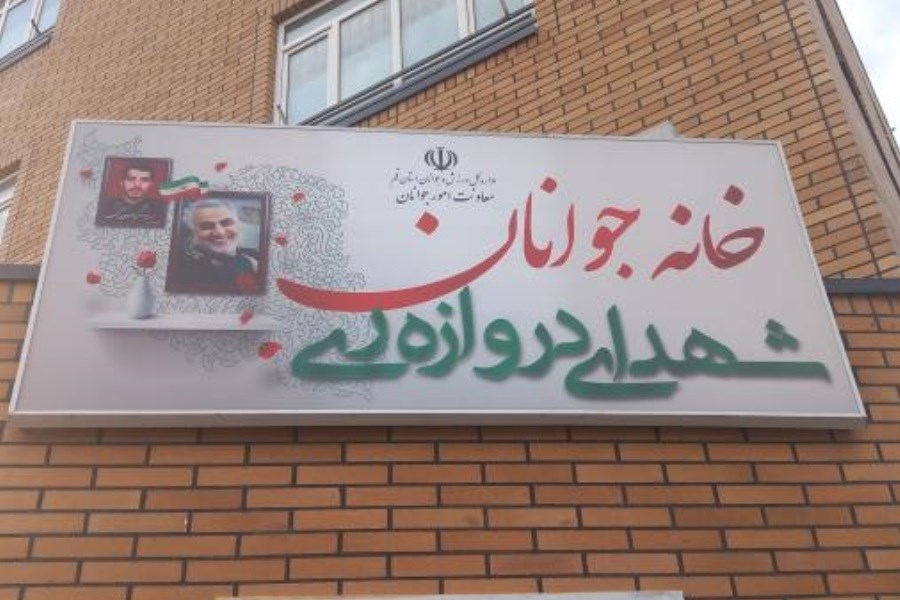 اداره کل ورزش و جوانان استان قم
معاونت امور جوانان
خانه جوانان
شهدای دروازه ری